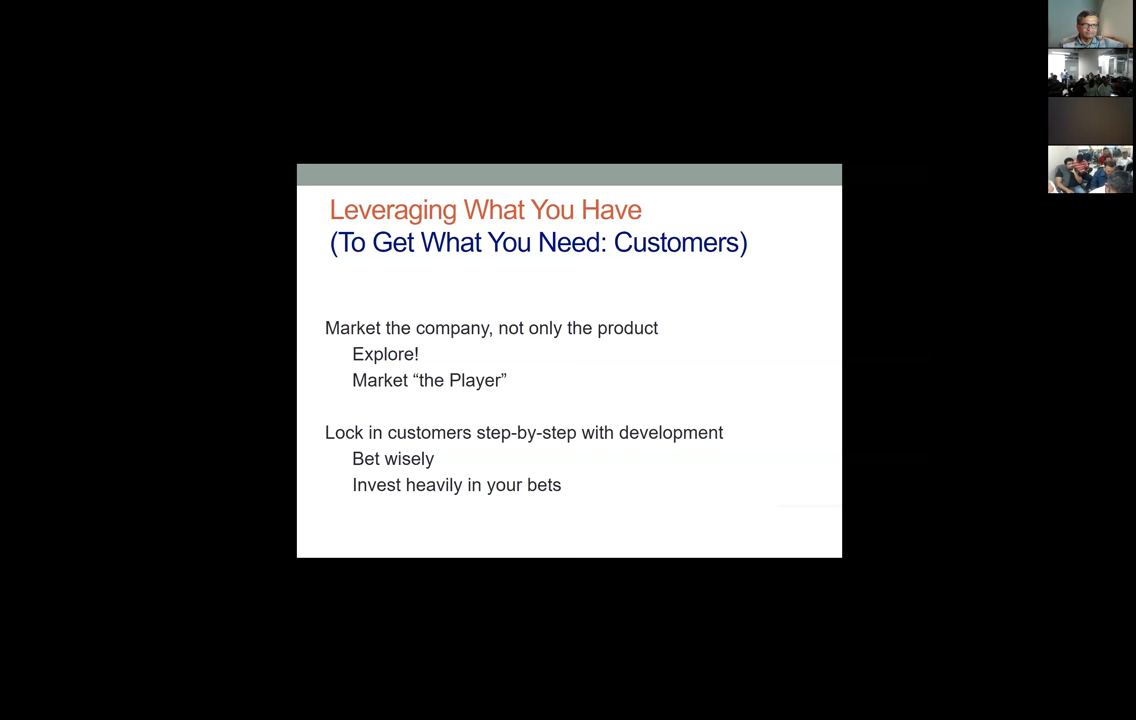 Leveraging What You Have
(To Get What You Need: Customers)
Market the company, not only the product
Explore!
Market “the Player”
Lock in customers step-by-step with development
Bet wisely
Invest heavily in your bets